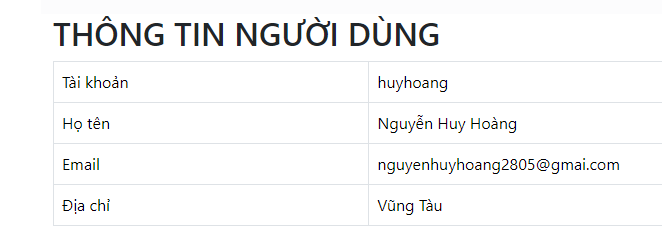 THÔNG TIN NGƯỜI DÙNG
Tài khoản huyhoang
Họ tên Nguyễn Huy Hoàng
Email nguyenhuyhoang2805@gmai.com
Địa chỉ Vũng Tàu